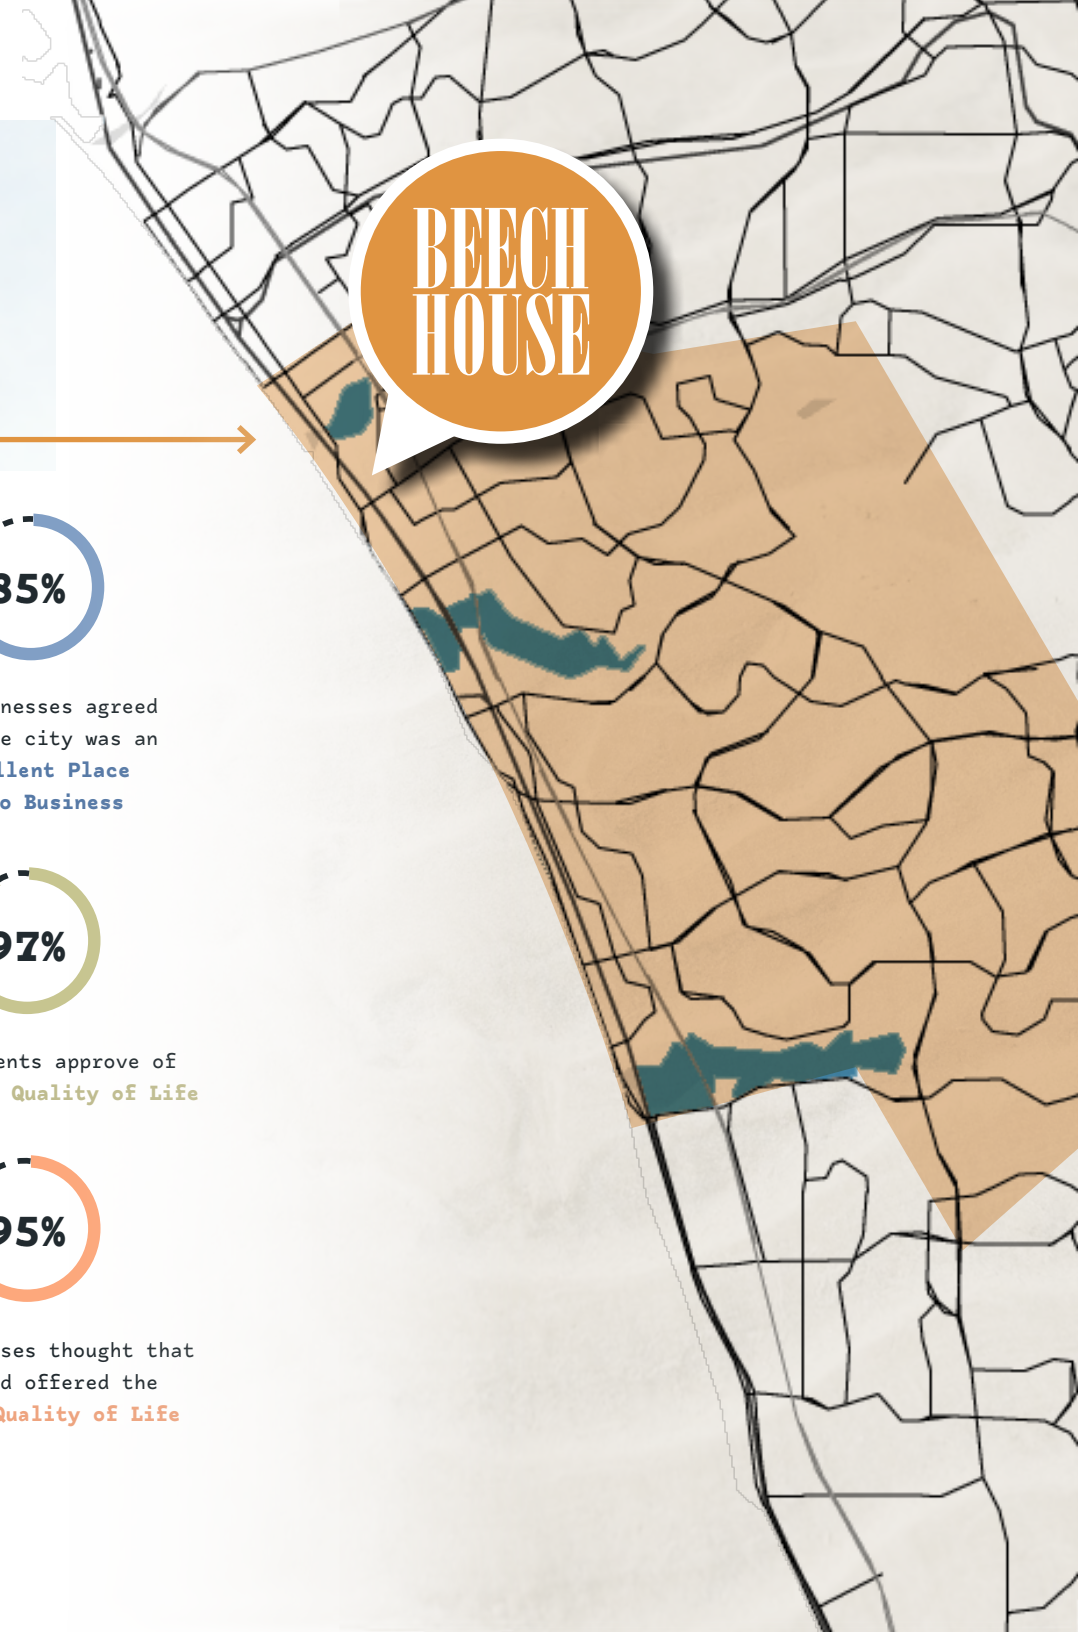 BEECH
HOUSE
85%
nesses agreed
e city was an
llent Place
o Business
97%
ents approve of
Quality of Life
95%
ses thought that
d offered the
Quality of Life